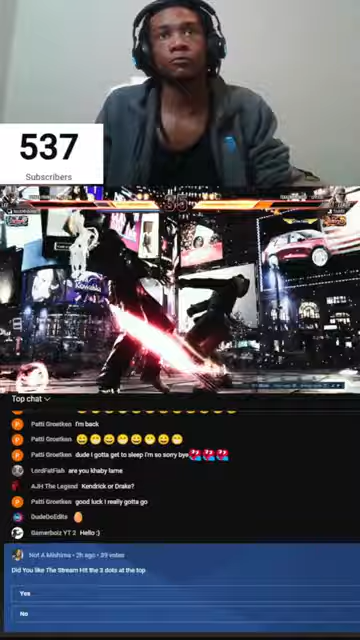 537
Subscribers
Top chat
Patti Groetken I'm back
Patti Groetken
Patti Groetken dude I gotta get to sleep I'm so sorry bye
LordFatFish are you khaby lame
AJH The Legend Kendrick or Drake?
Patti Groetken good luck I really gotta go
DudeDoEdits
Gamerboiz YT 2 Hello :)
Not A Mishima • 2h ago • 39 votes
Did You like The Stream Hit the 3 dots at the top
Yes
No